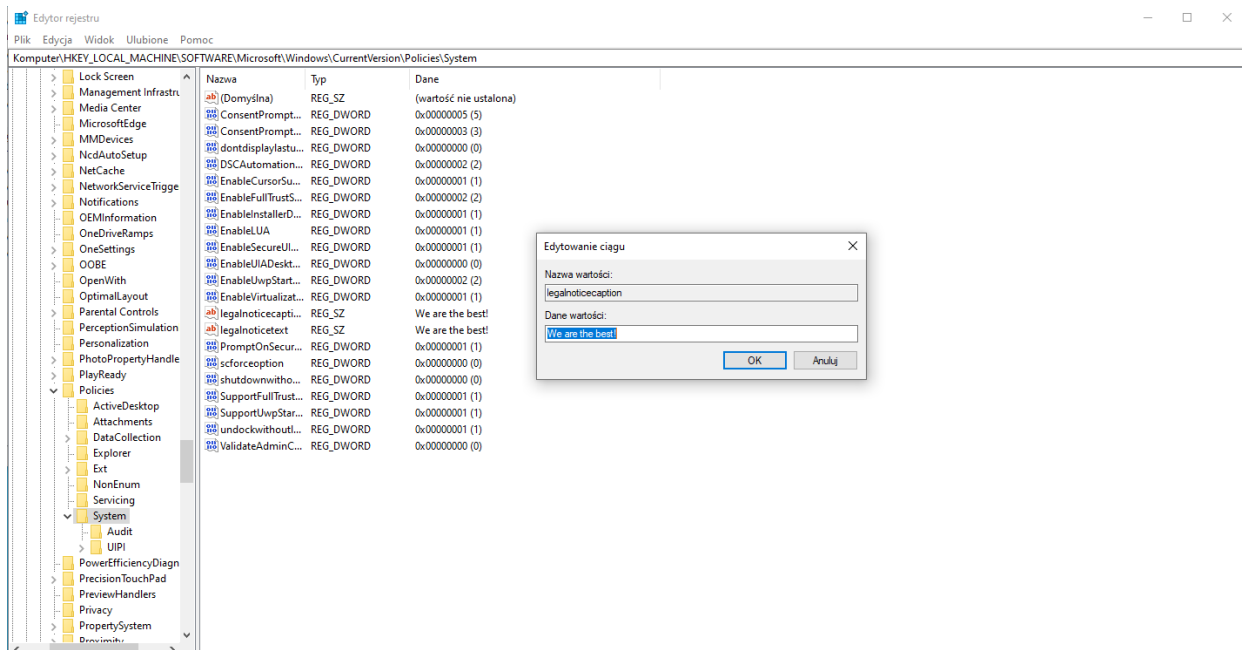 Edytor rejestru
Plik Edycja Widok Ulubione Pomoc
Komputer\HKEY_LOCAL_MACHINE\SOFTWARE\Microsoft\Windows\CurrentVersion\Policies\System
Lock Screen
Management Infrastru
Media Center
MicrosoftEdge
MMDevices
NcdAutoSetup
NetCache
NetworkServiceTrigge
Notifications
OEMInformation
OneDriveRamps
OneSettings
OOBE
OpenWith
OptimalLayout
Parental Controls
PerceptionSimulation
Personalization
PhotoPropertyHandle
PlayReady
Policies
ActiveDesktop
Attachments
DataCollection
Explorer
Ext
NonEnum
Servicing
System
Audit
UIPI
PowerEfficiencyDiagn
PrecisionTouchPad
PreviewHandlers
Privacy
PropertySystem
Proximity
Nazwa Typ Dane
(Domyślna) REG_SZ (wartość nie ustalona)
ConsentPrompt... REG_DWORD 0x00000005 (5)
ConsentPrompt... REG_DWORD 0x00000003 (3)
dontdisplaylastu... REG_DWORD 0x00000000 (0)
DSCAutomation... REG_DWORD 0x00000002 (2)
EnableCursorSu... REG_DWORD 0x00000001 (1)
EnableFullTrustS... REG_DWORD 0x00000002 (2)
EnableInstallerD... REG_DWORD 0x00000001 (1)
EnableLUA REG_DWORD 0x00000001 (1)
EnableSecureUI... REG_DWORD 0x00000001 (1)
EnableUIADeskt... REG_DWORD 0x00000000 (0)
EnableUwpStart... REG_DWORD 0x00000002 (2)
EnableVirtualizat... REG_DWORD 0x00000001 (1)
legalnoticecapti... REG_SZ We are the best!
legalnoticetext REG_SZ We are the best!
PromptOnSecur... REG_DWORD 0x00000001 (1)
scforceoption REG_DWORD 0x00000000 (0)
shutdownwitho... REG_DWORD 0x00000000 (0)
SupportFullTrust... REG_DWORD 0x00000001 (1)
SupportUwpStar... REG_DWORD 0x00000001 (1)
undockwithoutl... REG_DWORD 0x00000001 (1)
ValidateAdminC... REG_DWORD 0x00000000 (0)
Edytowanie ciągu
Nazwa wartości:
legalnoticecaption
Dane wartości:
We are the best!
OK Anuluj